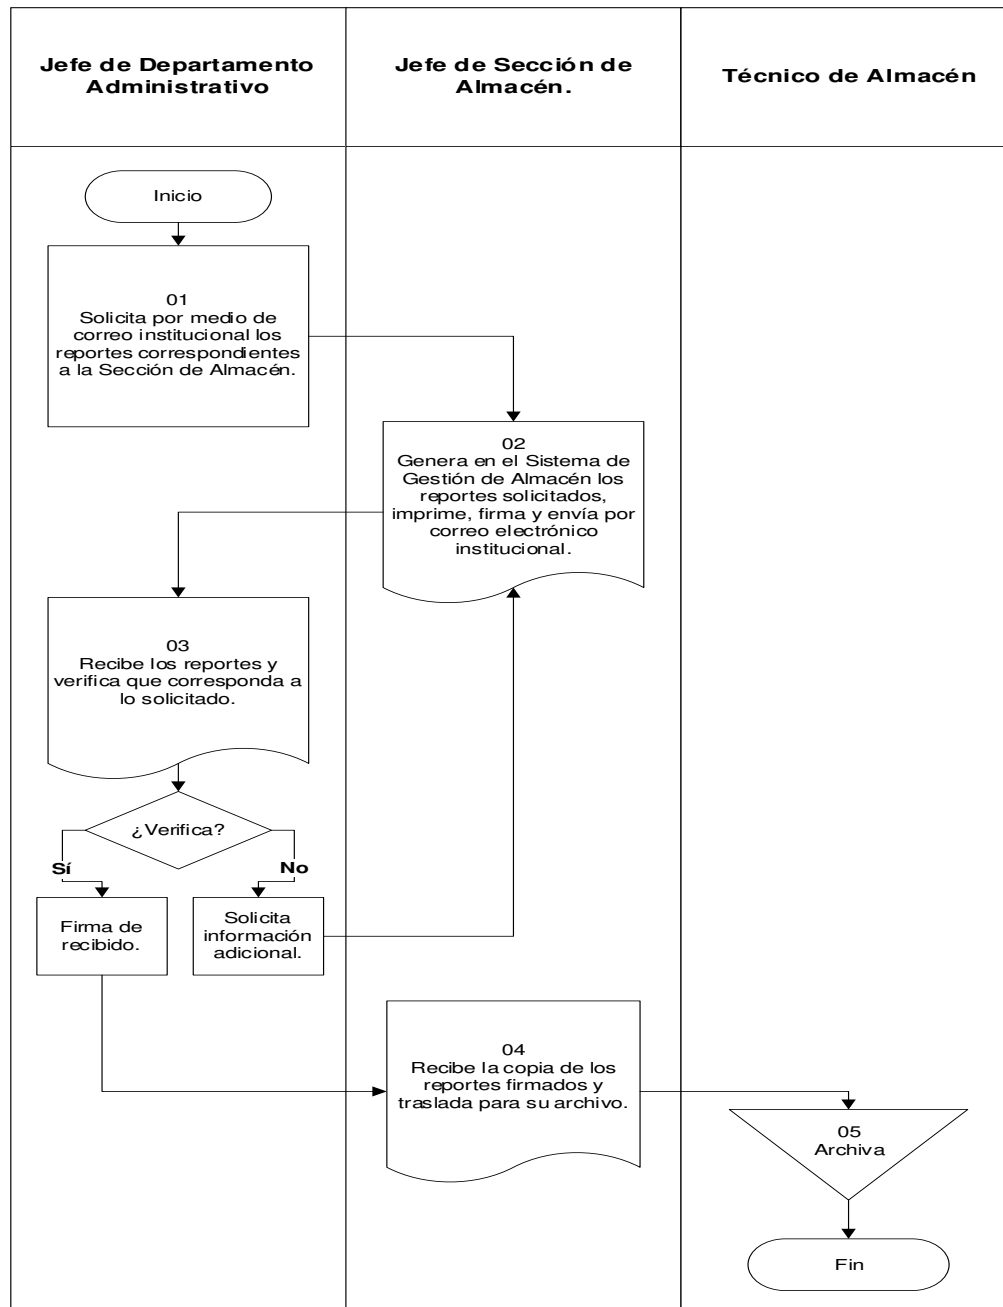 Jefe de Departamento
Administrativo
Jefe de Sección de
Almacén.
Técnico de Almacén
Inicio
01
Solicita por medio de
correo institucional los
reportes correspondientes
a la Sección de Almacén.
02
Genera en el Sistema de
Gestión de Almacén los
reportes solicitados,
imprime, firma y envía por
correo electrónico
institucional.
03
Recibe los reportes y
verifica que corresponda a
lo solicitado.
¿Verifica?
Sí
No
Firma de
recibido.
Solicita
información
adicional.
04
Recibe la copia de los
reportes firmados y
traslada para su archivo.
05
Archiva
Fin